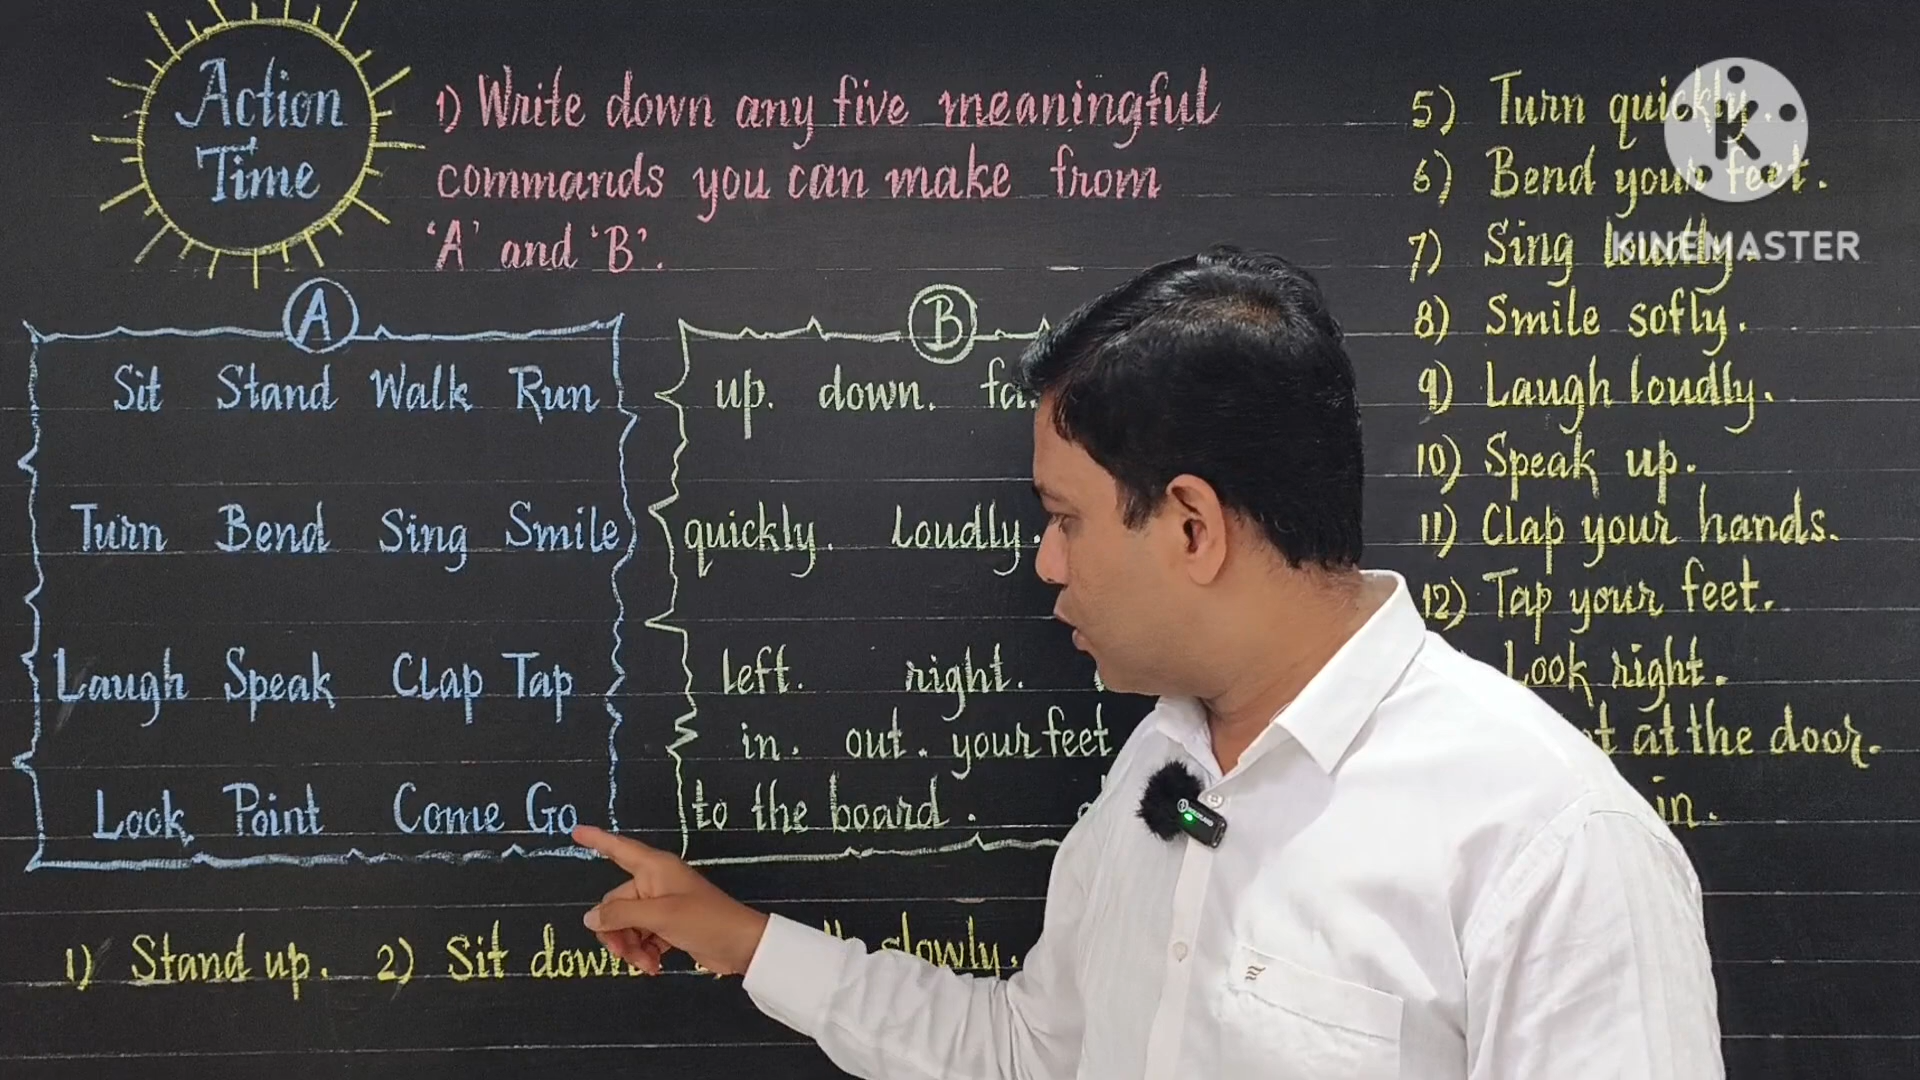 Action
Time
1) Write down any five meaningful
commands you can make from
'A' and 'B'.
A
Sit Stand Walk Run
Turn Bend Sing Smile
Laugh Speak Clap Tap
Look Point Come Go
B
up. down.
quickly. Loudly.
left. right.
in. out. your feet
to the board.
1) Stand up. 2) Sit down. slowly.
5) Turn quickly.
6) Bend your feet.
7) Sing loudly.
8) Smile softly.
9) Laugh loudly.
10) Speak up.
11) Clap your hands.
12) Tap your feet.
Look right.
at the door.
in.
K
KINEMASTER